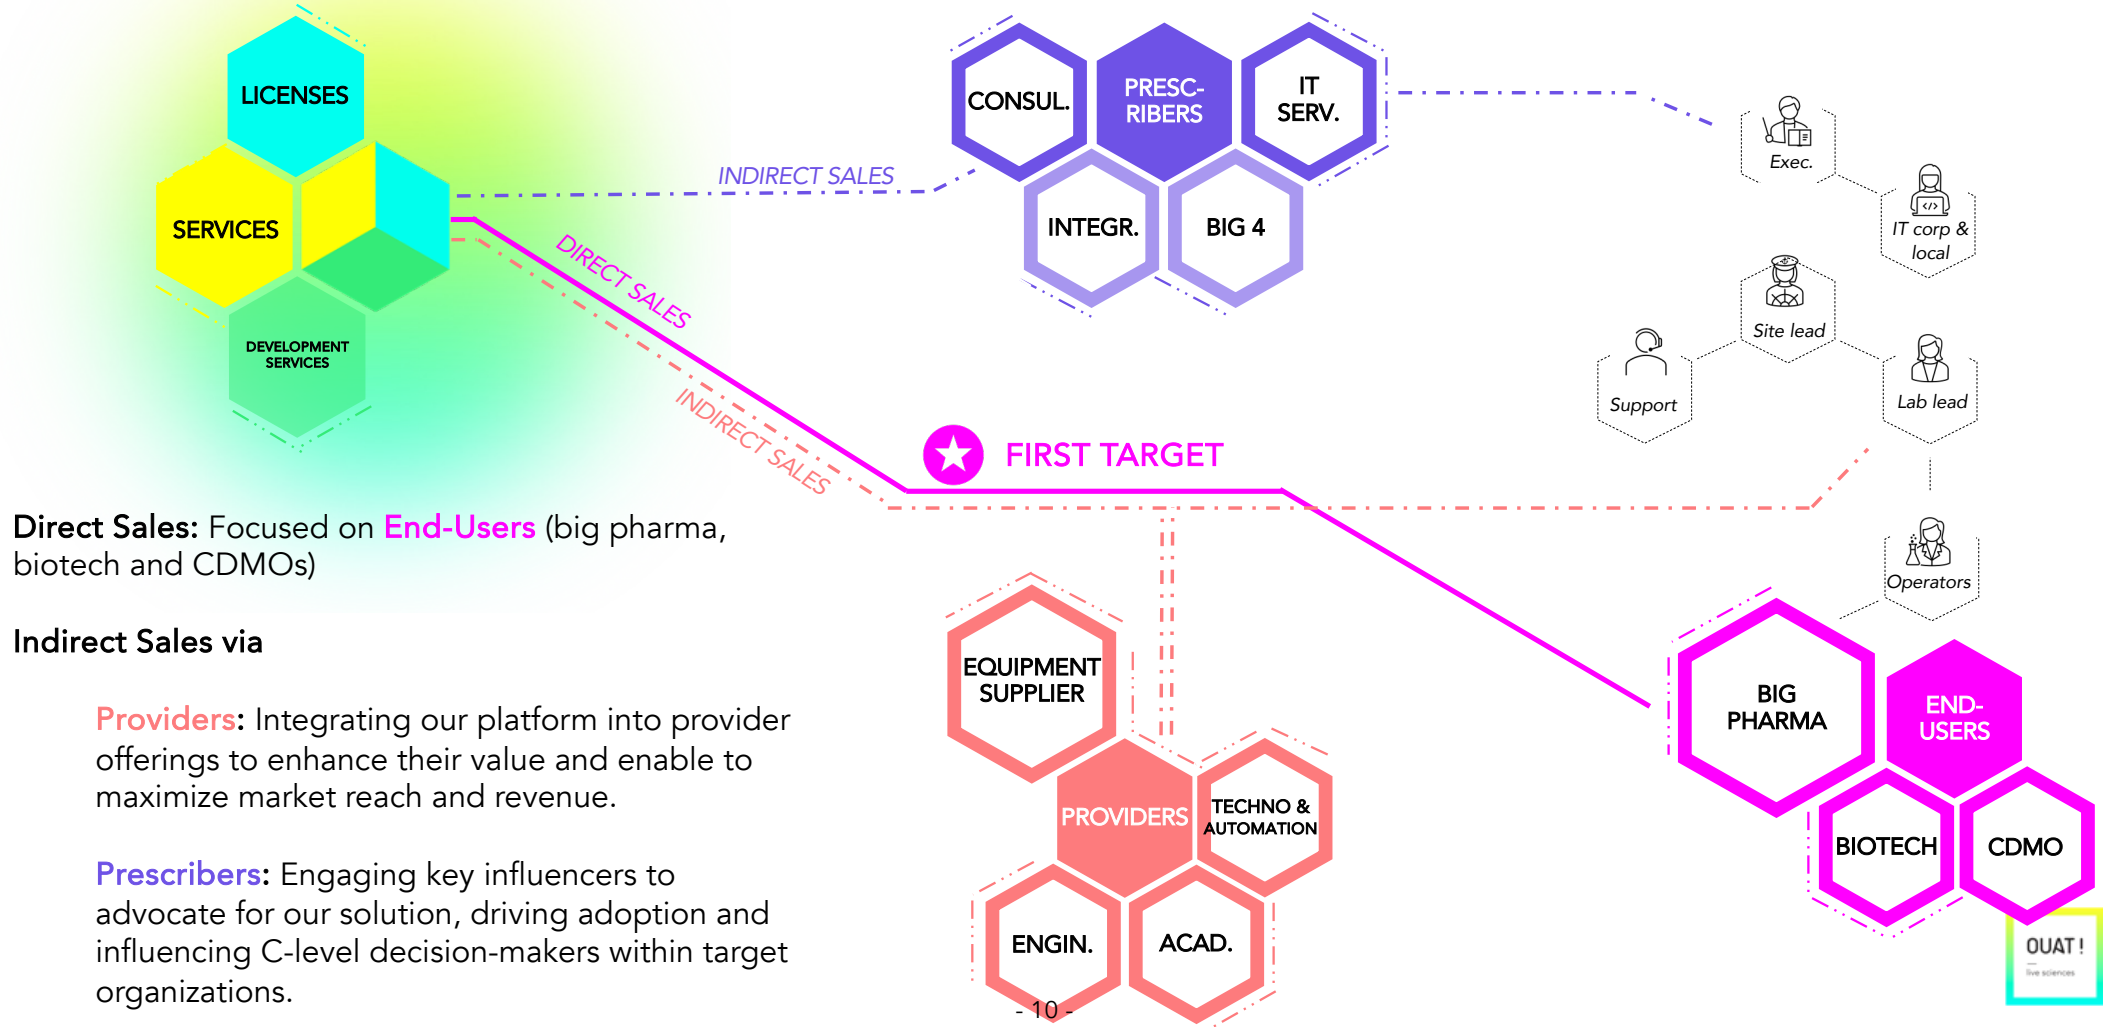 LICENSES
SERVICES
DEVELOPMENT
SERVICES
INDIRECT SALES
DIRECT SALES
INDIRECT SALES
CONSUL.
PRESC-
RIBERS
IT
SERV.
INTEGR.
BIG 4
Exec.
IT corp &
local
Site lead
Support
Lab lead
Operators
FIRST TARGET
Direct Sales: Focused on End-Users (big pharma,
biotech and CDMOs)
Indirect Sales via
Providers: Integrating our platform into provider
offerings to enhance their value and enable to
maximize market reach and revenue.
Prescribers: Engaging key influencers to
advocate for our solution, driving adoption and
influencing C-level decision-makers within target
organizations.
EQUIPMENT
SUPPLIER
PROVIDERS
TECHNO &
AUTOMATION
ENGIN.
ACAD.
BIG
PHARMA
END-
USERS
BIOTECH
CDMO
OUAT !
live sciences
- 10 -